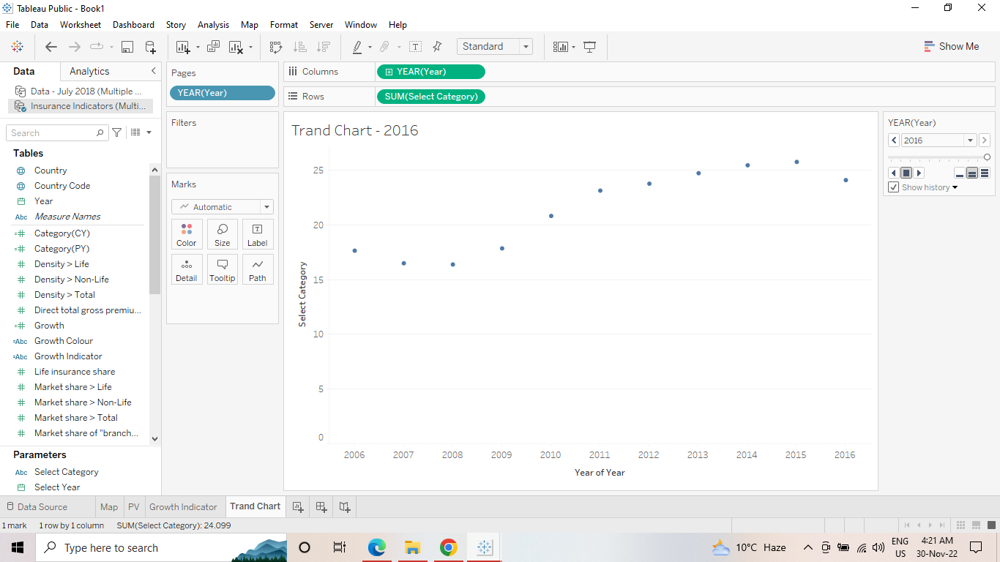 Tableau Public - Book1
File Data Worksheet Dashboard Story Analysis Map Format Server Window Help
Standard
Show Me
Data Analytics
Data - July 2018 (Multiple ...
Insurance Indicators (Multi...
Search
Tables
Country
Country Code
Year
Abc Measure Names
Category(CY)
Category(PY)
Density > Life
Density > Non-Life
Density > Total
Direct total gross premiu...
Growth
=Abc Growth Colour
=Abc Growth Indicator
Life insurance share
Market share > Life
Market share > Non-Life
Market share > Total
Market share of "branch...
Parameters
Abc Select Category
Select Year
Pages
YEAR(Year)
Filters
Marks
Automatic
Color Size Label
Detail Tooltip Path
Columns YEAR(Year)
Rows SUM(Select Category)
Trand Chart - 2016
25
20
15
10
5
0
Select Category
2006 2007 2008 2009 2010 2011 2012 2013 2014 2015 2016
Year of Year
YEAR(Year)
2016
Show history
Data Source Map PV Growth Indicator Trand Chart
1 mark 1 row by 1 column SUM(Select Category): 24.099
Type here to search
10°C Haze
ENG
US
4:21 AM
30-Nov-22